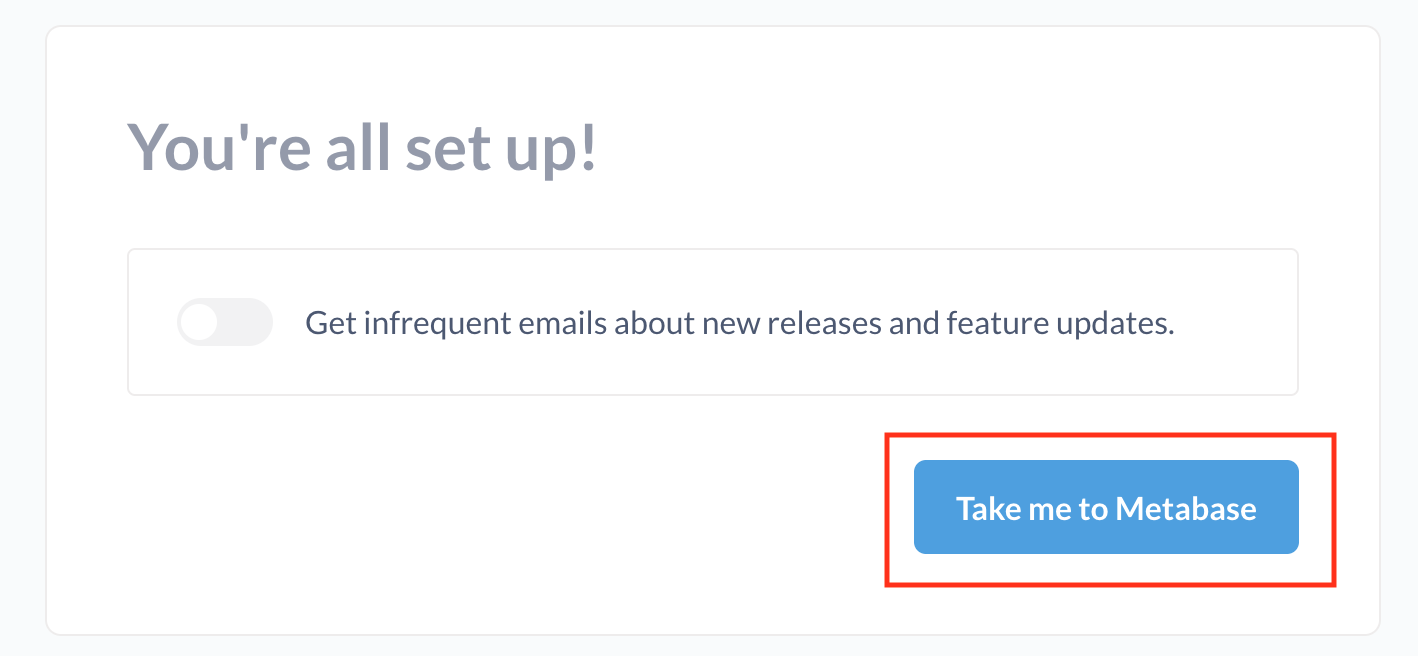 You're all set up!
Get infrequent emails about new releases and feature updates.
Take me to Metabase